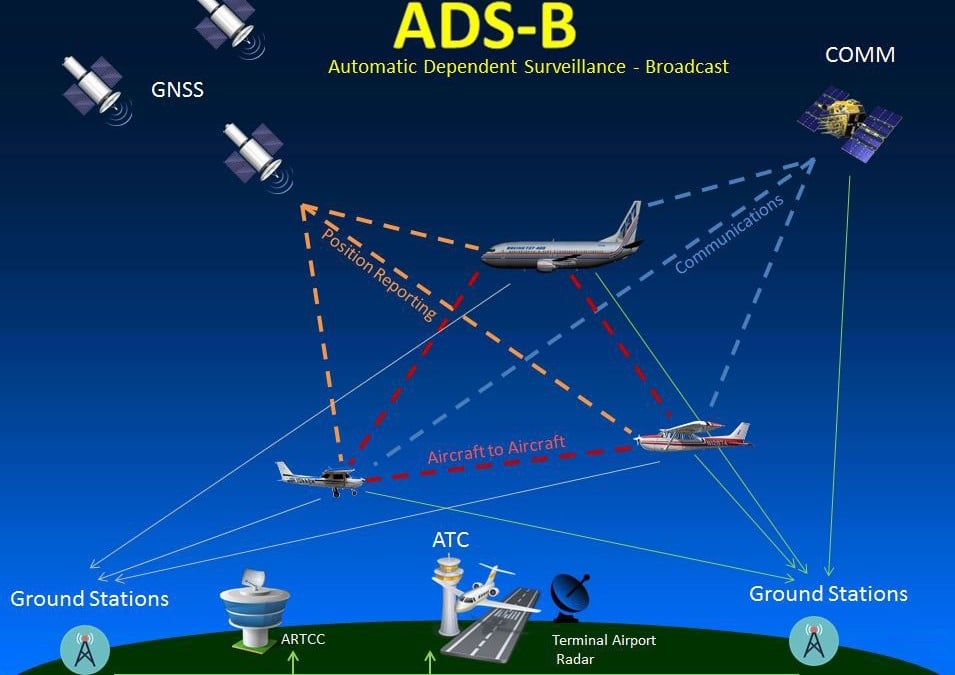 ADS-B
Automatic Dependent Surveillance - Broadcast
COMM
GNSS
Position Reporting
Communications
Aircraft to Aircraft
ATC
Ground Stations
Ground Stations
ARTCC
Terminal Airport
Radar